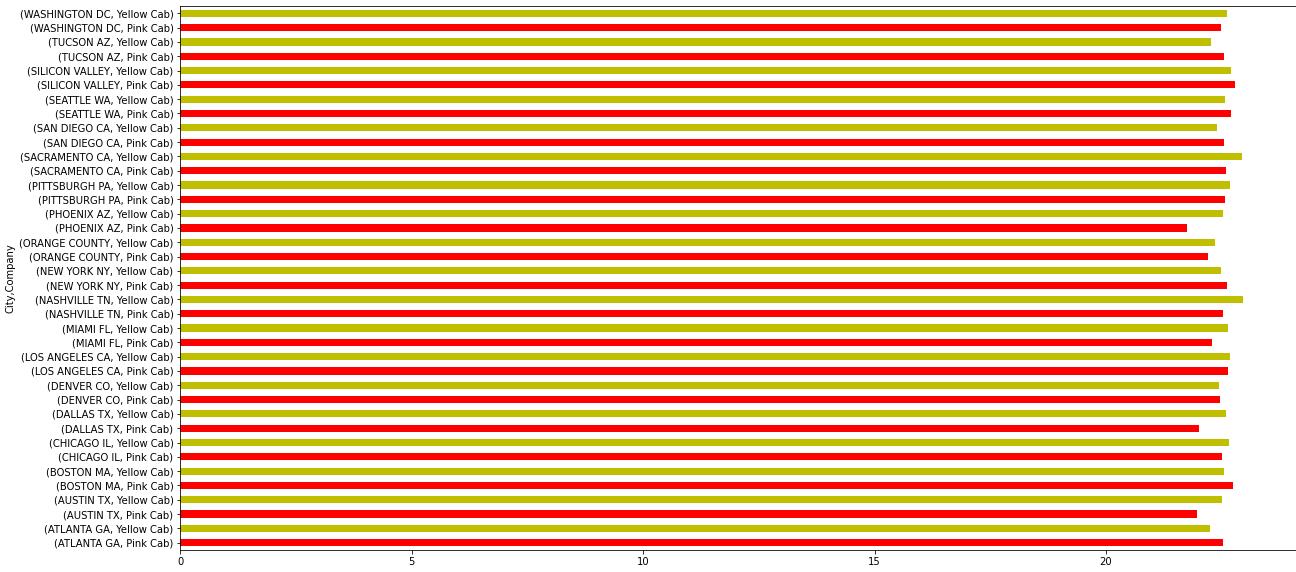 (WASHINGTON DC, Yellow Cab)
(WASHINGTON DC, Pink Cab)
(TUCSON AZ, Yellow Cab)
(TUCSON AZ, Pink Cab)
(SILICON VALLEY, Yellow Cab)
(SILICON VALLEY, Pink Cab)
(SEATTLE WA, Yellow Cab)
(SEATTLE WA, Pink Cab)
(SAN DIEGO CA, Yellow Cab)
(SAN DIEGO CA, Pink Cab)
(SACRAMENTO CA, Yellow Cab)
(SACRAMENTO CA, Pink Cab)
(PITTSBURGH PA, Yellow Cab)
(PITTSBURGH PA, Pink Cab)
(PHOENIX AZ, Yellow Cab)
(PHOENIX AZ, Pink Cab)
(ORANGE COUNTY, Yellow Cab)
(ORANGE COUNTY, Pink Cab)
(NEW YORK NY, Yellow Cab)
(NEW YORK NY, Pink Cab)
(NASHVILLE TN, Yellow Cab)
(NASHVILLE TN, Pink Cab)
(MIAMI FL, Yellow Cab)
(MIAMI FL, Pink Cab)
(LOS ANGELES CA, Yellow Cab)
(LOS ANGELES CA, Pink Cab)
(DENVER CO, Yellow Cab)
(DENVER CO, Pink Cab)
(DALLAS TX, Yellow Cab)
(DALLAS TX, Pink Cab)
(CHICAGO IL, Yellow Cab)
(CHICAGO IL, Pink Cab)
(BOSTON MA, Yellow Cab)
(BOSTON MA, Pink Cab)
(AUSTIN TX, Yellow Cab)
(AUSTIN TX, Pink Cab)
(ATLANTA GA, Yellow Cab)
(ATLANTA GA, Pink Cab)
City,Company
0 5 10 15 20